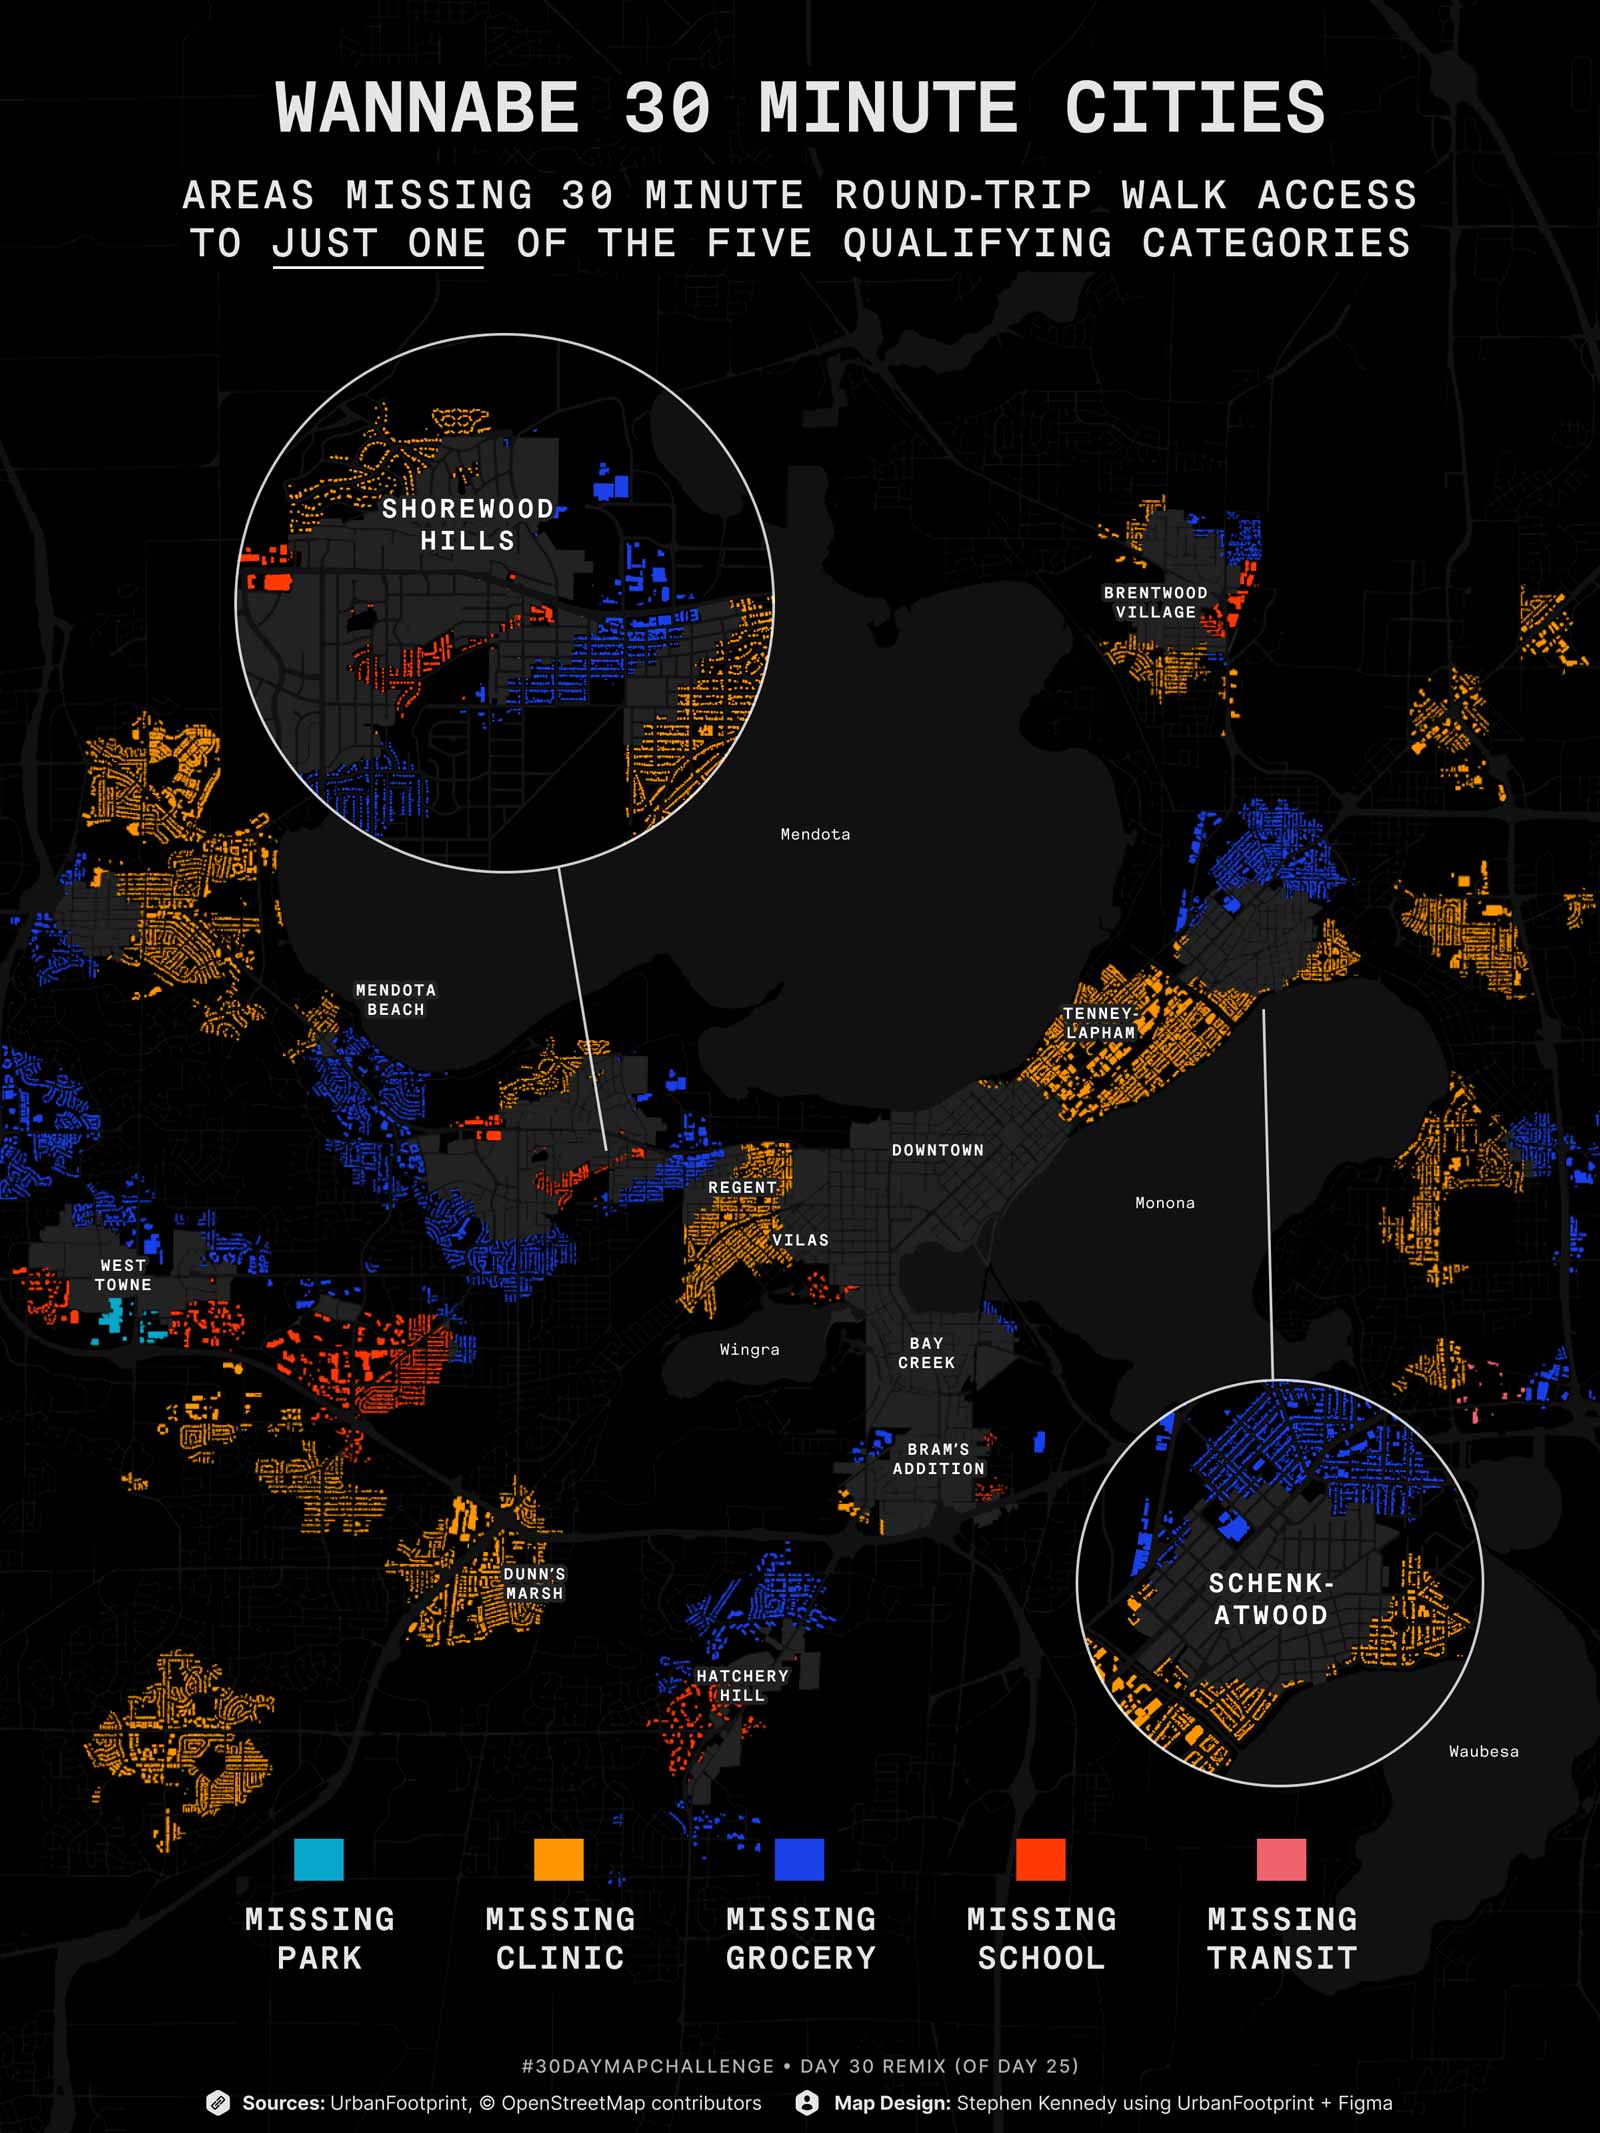 WANNABE 30 MINUTE CITIES
AREAS MISSING 30 MINUTE ROUND-TRIP WALK ACCESS
TO JUST ONE OF THE FIVE QUALIFYING CATEGORIES
SHOREWOOD
HILLS
BRENTWOOD
VILLAGE
Mendota
MENDOTA
BEACH
TENNEY-
LAPHAM
DOWNTOWN
REGENT
Monona
VILAS
WEST
TOWNE
Wingra
BAY
CREEK
BRAM'S
ADDITION
DUNN'S
MARSH
SCHENK-
ATWOOD
HATCHERY
HILL
Waubesa
MISSING
PARK
MISSING
CLINIC
MISSING
GROCERY
MISSING
SCHOOL
MISSING
TRANSIT
#30DAYMAPCHALLENGE • DAY 30 REMIX (OF DAY 25)
Sources: UrbanFootprint, © OpenStreetMap contributors
Map Design: Stephen Kennedy using UrbanFootprint + Figma